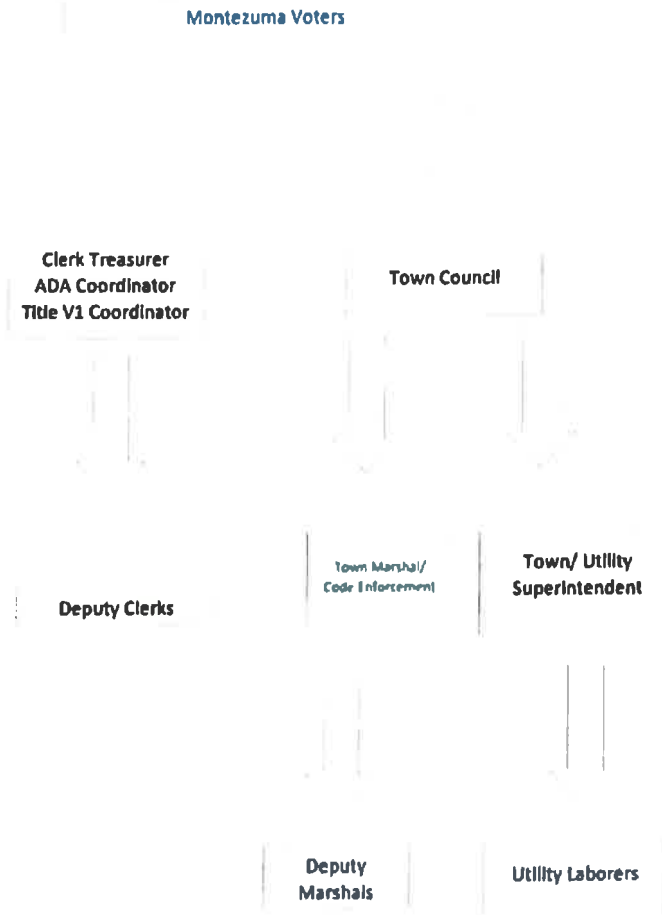 Montezuma Voters
Clerk Treasurer
ADA Coordinator
Title V1 Coordinator
Town Council
Deputy Clerks
Town Marshal/
Code Enforcement
Town/ Utility
Superintendent
Deputy
Marshals
Utility Laborers